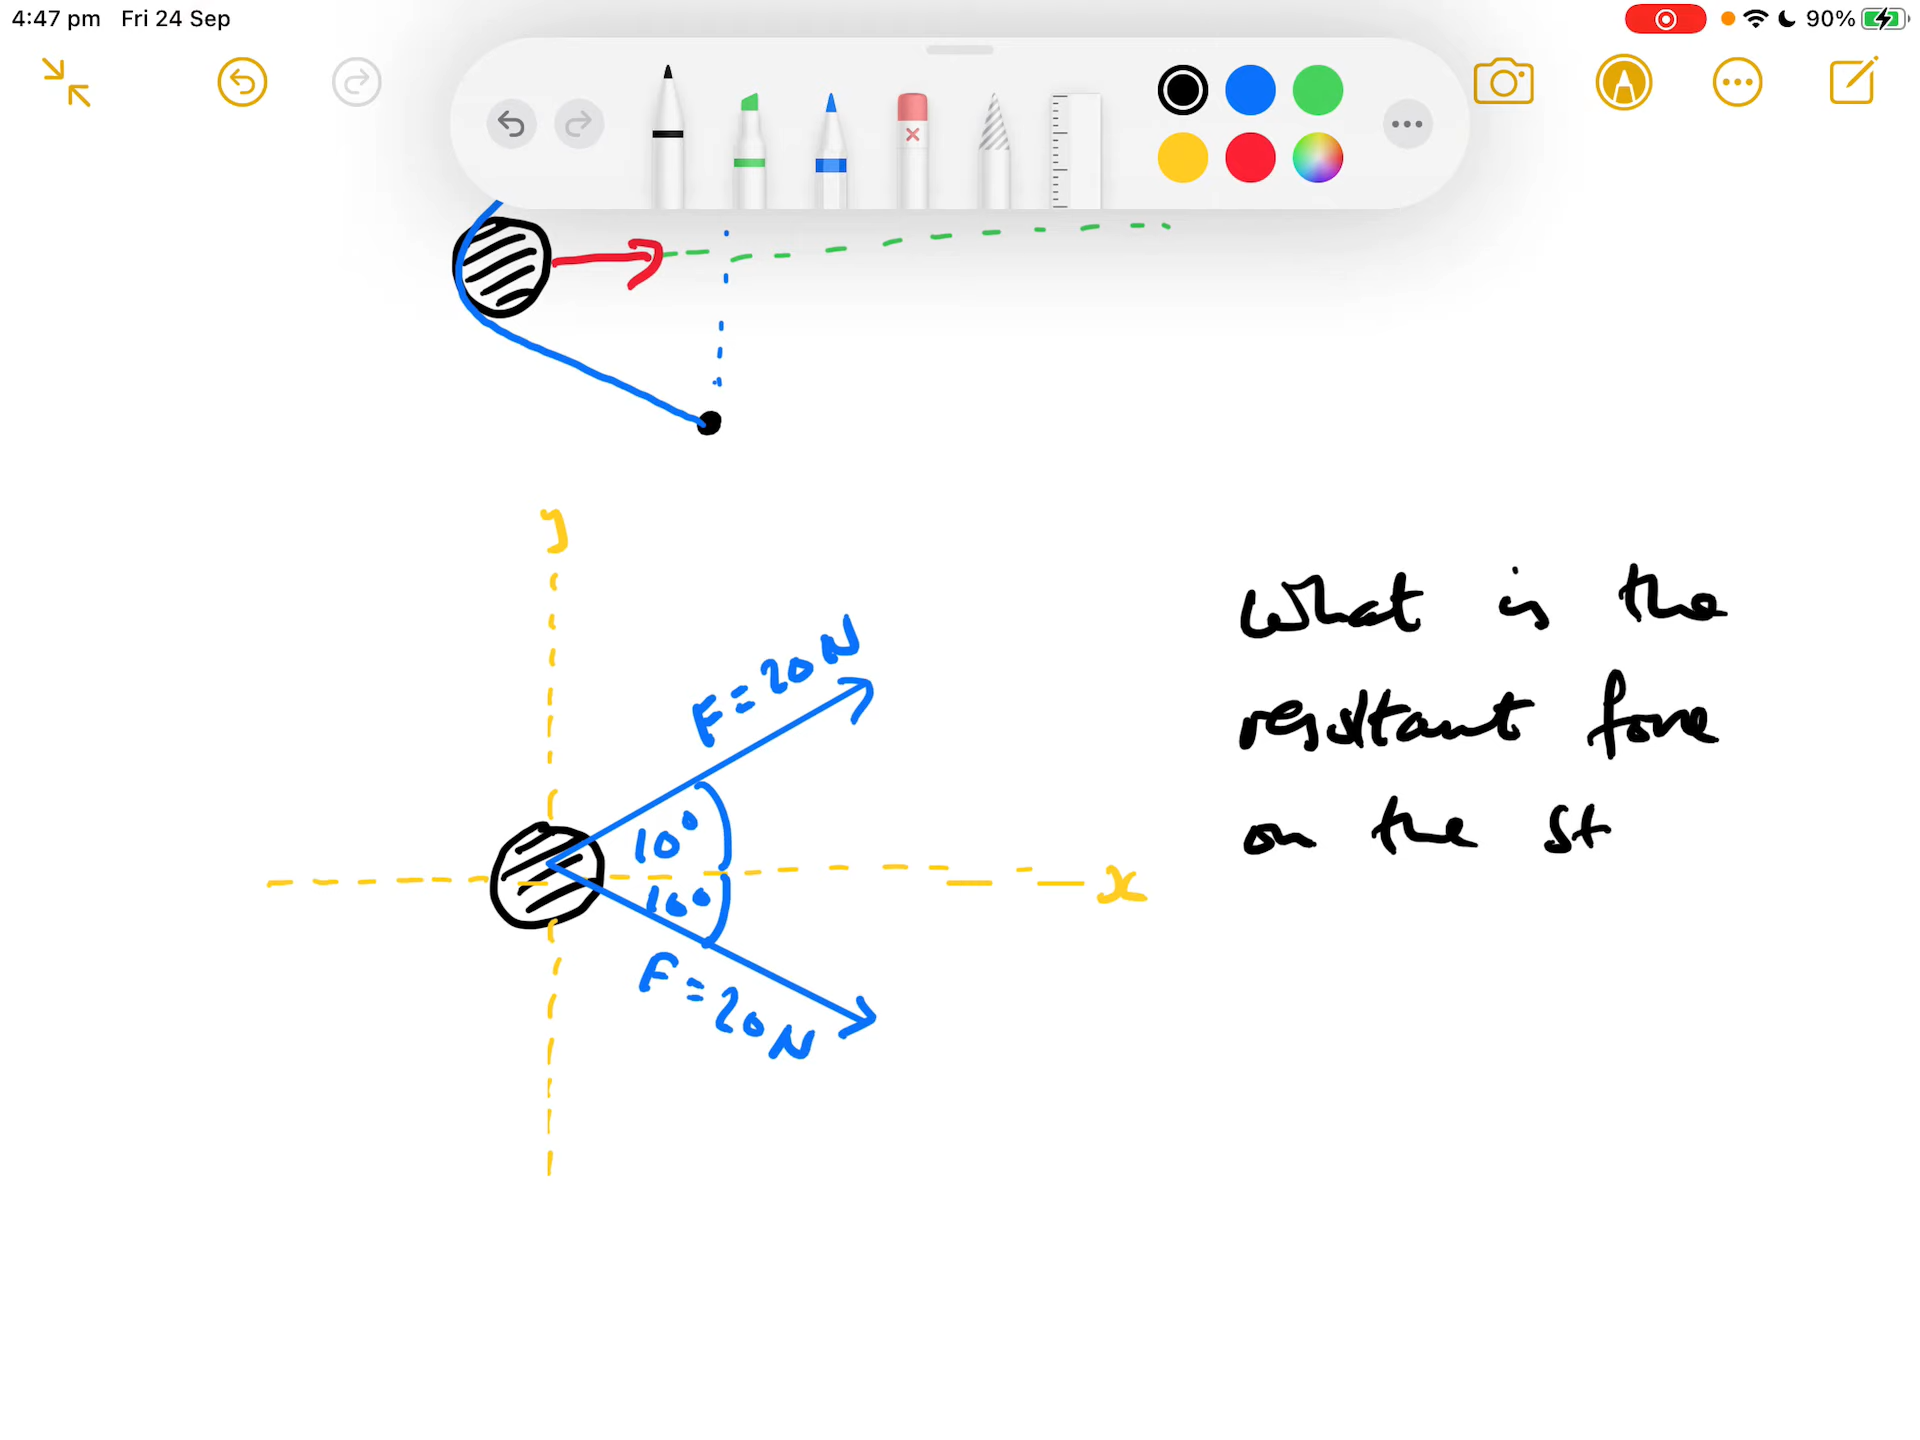 4:47 pm Fri 24 Sep
90%
y
F = 20N
10°
10°
x
F = 20N
What is the
resultant force
on the st